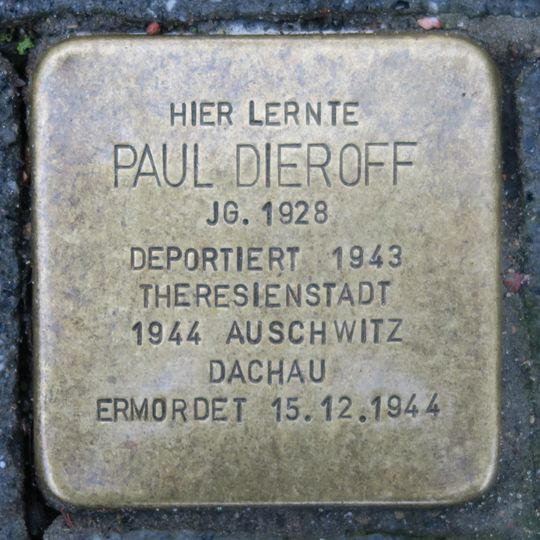 HIER LERNTE
PAUL DIEROFF
JG. 1928
DEPORTIERT 1943
THERESIENSTADT
1944 AUSCHWITZ
DACHAU
ERMORDET 15.12.1944